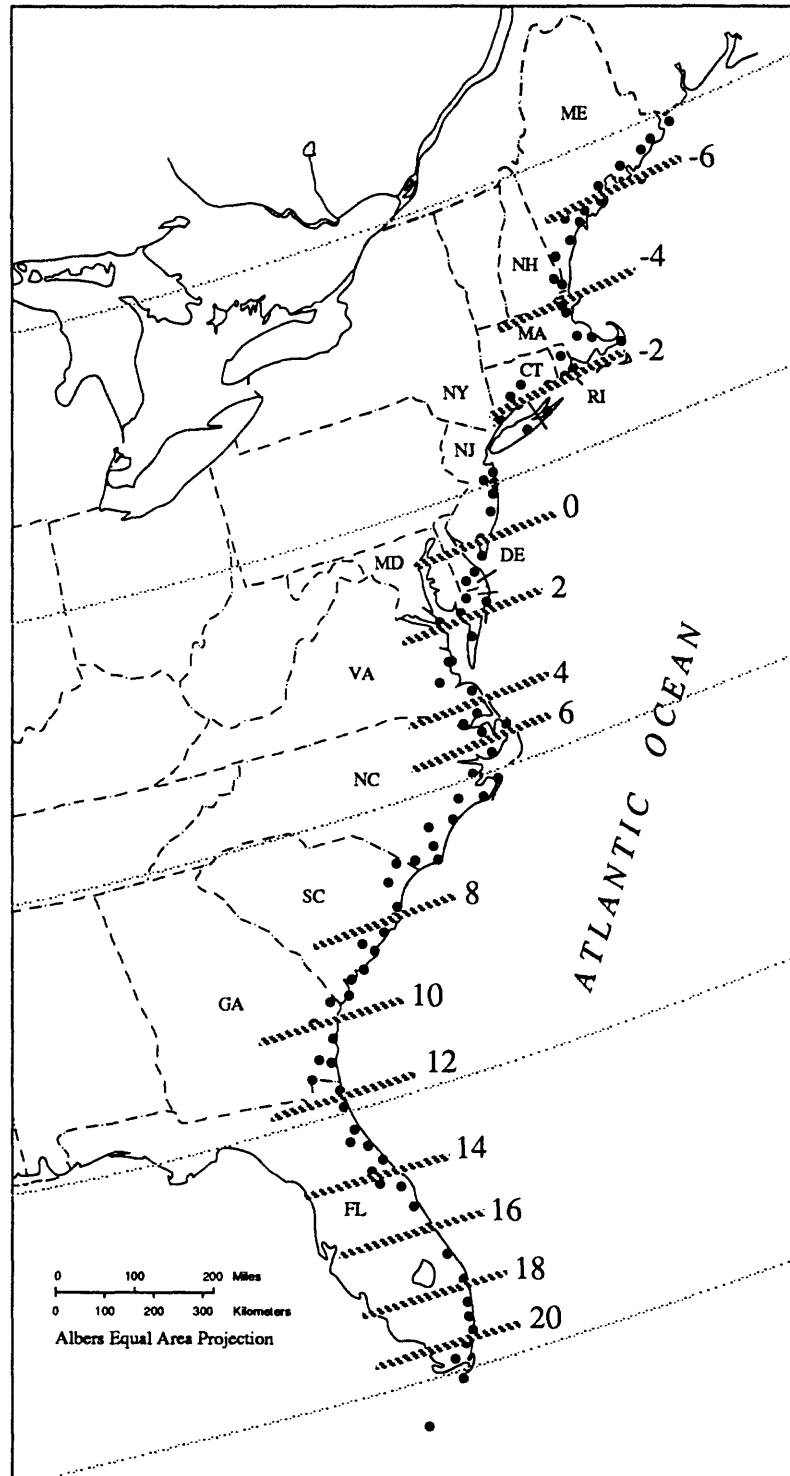 ME
-6
NH
-4
MA
-2
CT
NY
RI
NJ
0
MD
DE
2
VA
4
6
NC
ATLANTIC OCEAN
SC
8
GA
10
12
14
FL
16
18
20
0 100 200 Miles
0 100 200 300 Kilometers
Albers Equal Area Projection